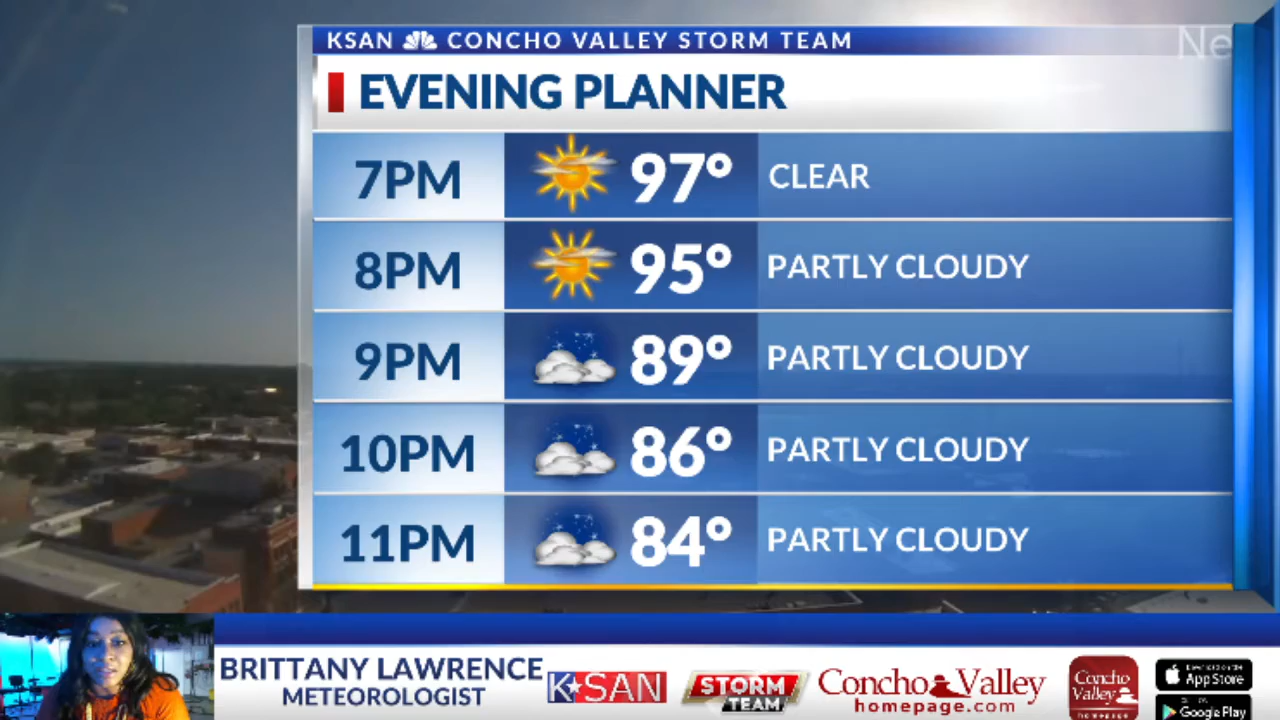 KSAN CONCHO VALLEY STORM TEAM
Ne
EVENING PLANNER
7PM 97° CLEAR
8PM 95° PARTLY CLOUDY
9PM 89° PARTLY CLOUDY
10PM 86° PARTLY CLOUDY
11PM 84° PARTLY CLOUDY
BRITTANY LAWRENCE
METEOROLOGIST
KSAN
STORM
TEAM
Concho Valley
homepage.com
Concho
Valley
homepage
App Store
Google Play